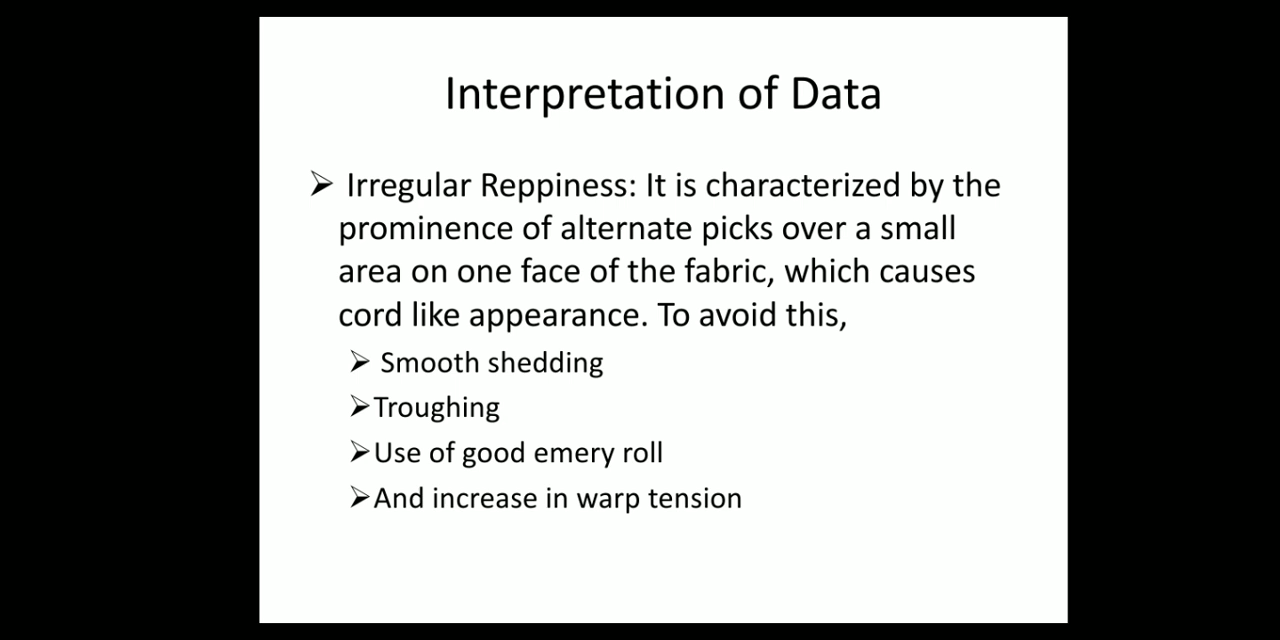 Interpretation of Data
➢ Irregular Reppiness: It is characterized by the
prominence of alternate picks over a small
area on one face of the fabric, which causes
cord like appearance. To avoid this,
➢ Smooth shedding
➢Troughing
➢Use of good emery roll
➢And increase in warp tension